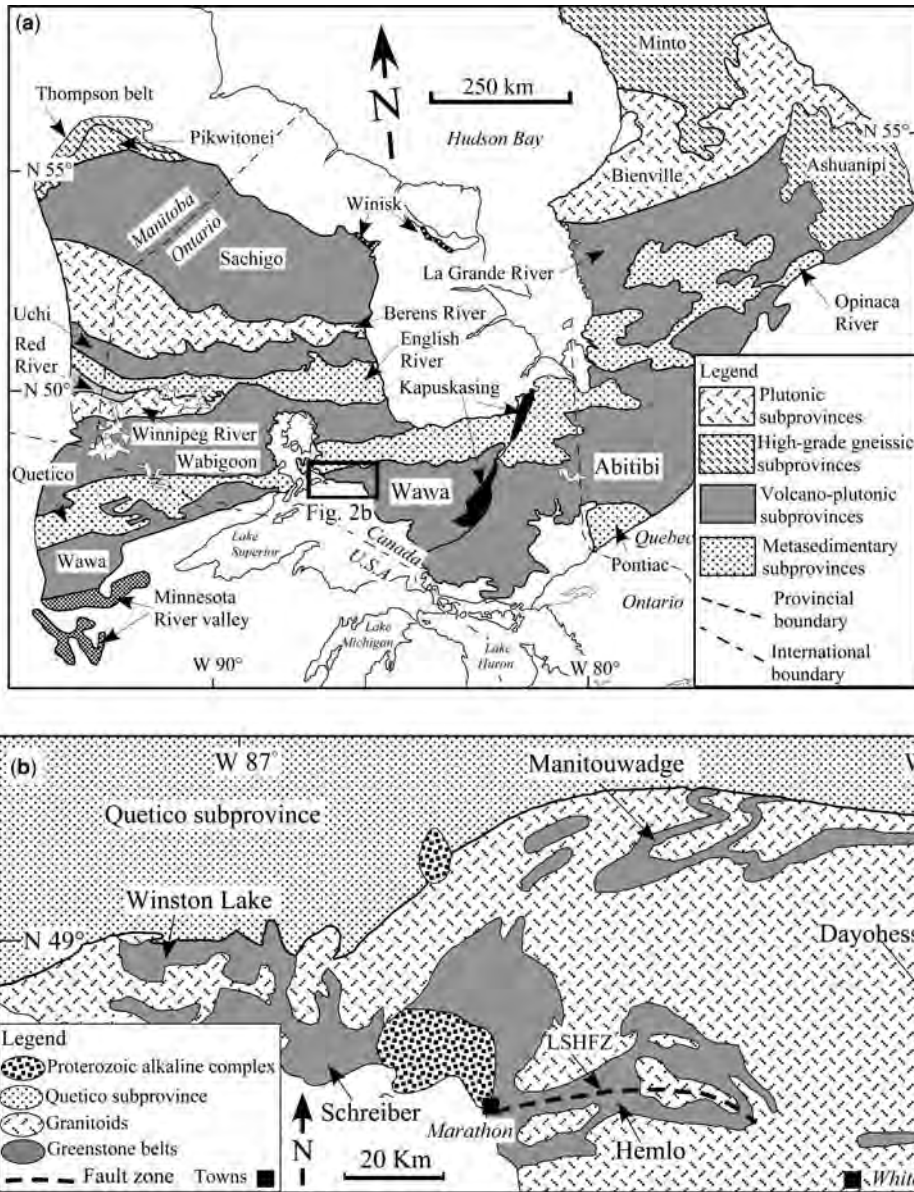 (a)
Minto
Thompson belt
N
250 km
Hudson Bay
Pikwitonei
N 55°
N 55°
Ashuanipi
Bienville
Winisk
Manitoba
Ontario
Sachigo
La Grande River
Opinaca
River
Uchi
Berens River
Red
River
English
River
N 50°
Kapuskasing
Winnipeg River
Wabigoon
Quetico
Abitibi
Wawa
Fig. 2b
Lake
Superior
Canada
U.S.A
Quebec
Pontiac
Ontario
Wawa
Minnesota
River valley
Lake
Michigan
Lake
Huron
W 90°
W 80°
Legend
Plutonic
subprovinces
High-grade gneissic
subprovinces
Volcano-plutonic
subprovinces
Metasedimentary
subprovinces
Provincial
boundary
International
boundary
(b)
W 87°
Manitouwadge
W
Quetico subprovince
Winston Lake
N 49°
Dayohess
LSHFZ
Schreiber
Marathon
Hemlo
N
20 Km
Legend
Proterozoic alkaline complex
Quetico subprovince
Granitoids
Greenstone belts
Fault zone Towns
White